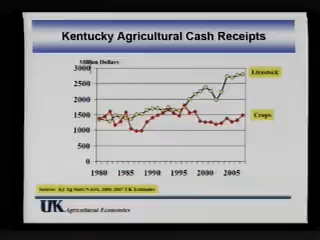 Kentucky Agricultural Cash Receipts
Million Dollars
3000
2500
2000
1500
1000
500
0
1980 1985 1990 1995 2000 2005
Livestock
Crops
UK Agricultural Economics